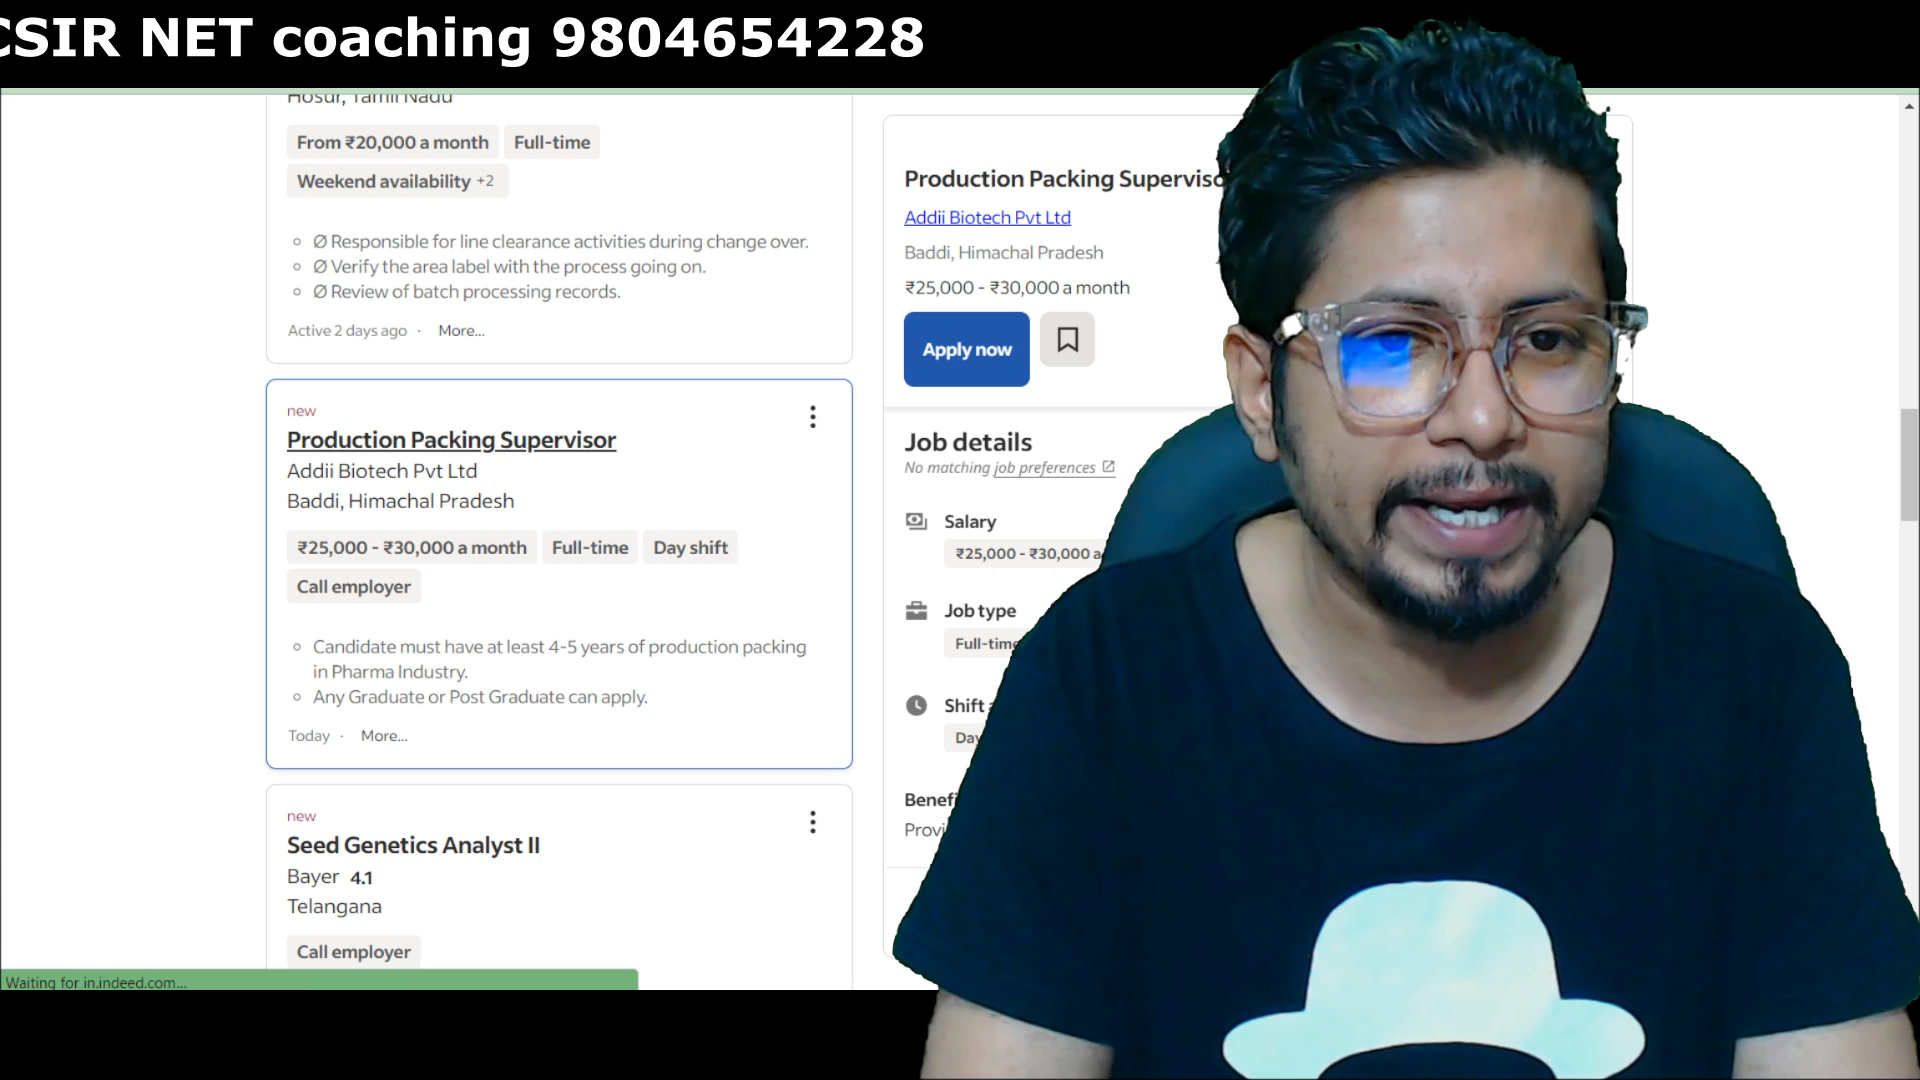 CSIR NET coaching 9804654228
Hosur, Tamil Nadu
From ₹20,000 a month
Full-time
Weekend availability +2
Ø Responsible for line clearance activities during change over.
Ø Verify the area label with the process going on.
Ø Review of batch processing records.
Active 2 days ago · More...
new
Production Packing Supervisor
Addii Biotech Pvt Ltd
Baddi, Himachal Pradesh
₹25,000 - ₹30,000 a month
Full-time
Day shift
Call employer
Candidate must have at least 4-5 years of production packing
in Pharma Industry.
Any Graduate or Post Graduate can apply.
Today · More...
new
Seed Genetics Analyst II
Bayer 4.1
Telangana
Call employer
Waiting for in.indeed.com...
Production Packing Superviso
Addii Biotech Pvt Ltd
Baddi, Himachal Pradesh
₹25,000 - ₹30,000 a month
Apply now
Job details
No matching job preferences
Salary
₹25,000 - ₹30,000 a
Job type
Full-time
Shift
Day
Benef
Provi